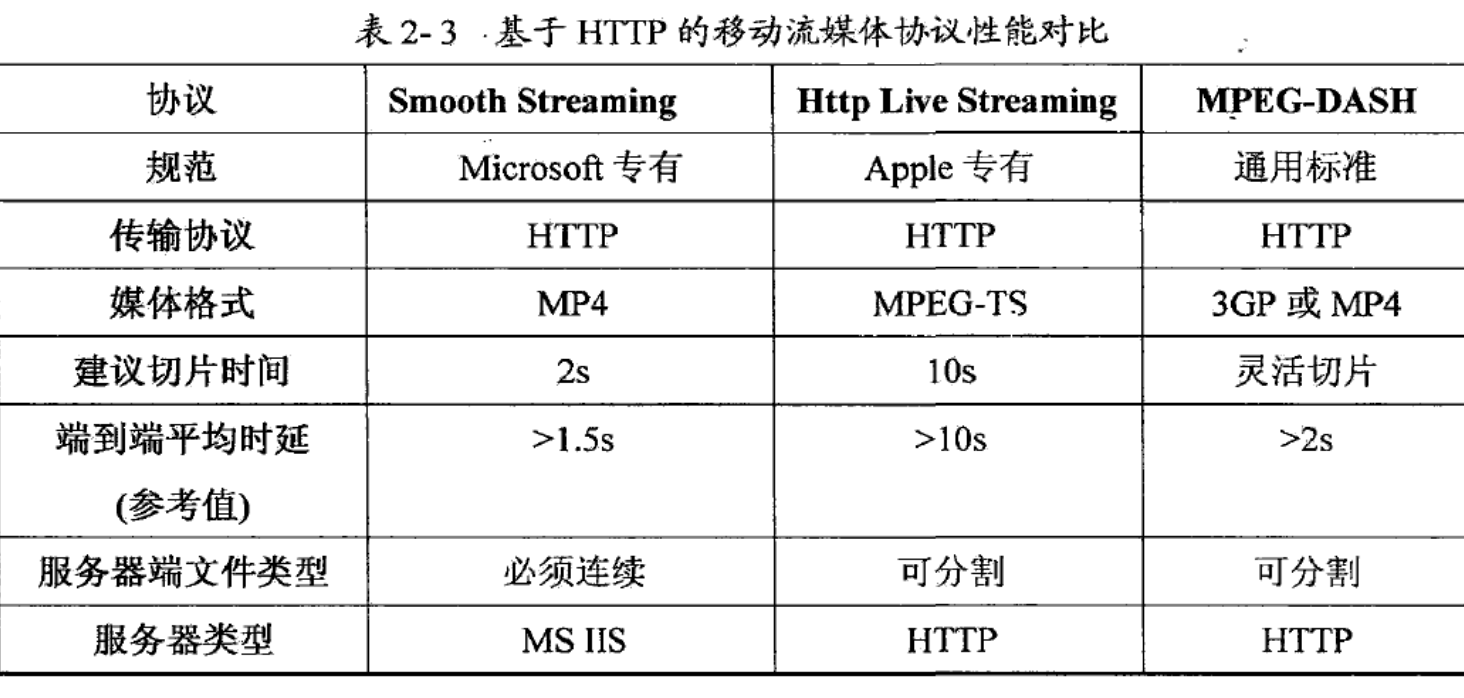 表 2- 3 基于 HTTP 的移动流媒体协议性能对比
协议 Smooth Streaming Http Live Streaming MPEG-DASH
规范 Microsoft 专有 Apple 专有 通用标准
传输协议 HTTP HTTP HTTP
媒体格式 MP4 MPEG-TS 3GP 或 MP4
建议切片时间 2s 10s 灵活切片
端到端平均时延 >1.5s >10s >2s
(参考值)
服务器端文件类型 必须连续 可分割 可分割
服务器类型 MS IIS HTTP HTTP